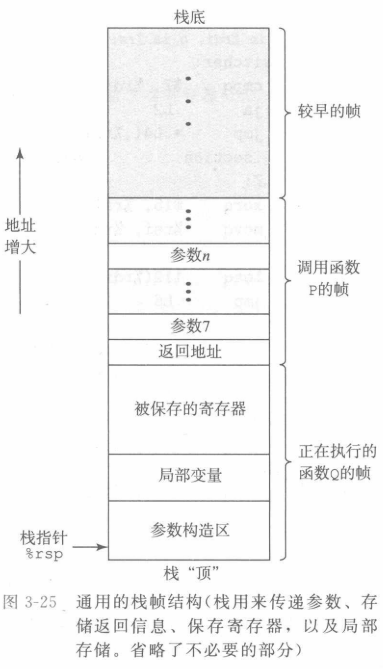 栈底
较早的帧
地址
增大
参数n
调用函数
P的帧
参数7
返回地址
被保存的寄存器
正在执行的
函数Q的帧
局部变量
参数构造区
栈指针
%rsp
栈“顶”
图 3-25 通用的栈帧结构(栈用来传递参数、存
储返回信息、保存寄存器，以及局部
存储。省略了不必要的部分)